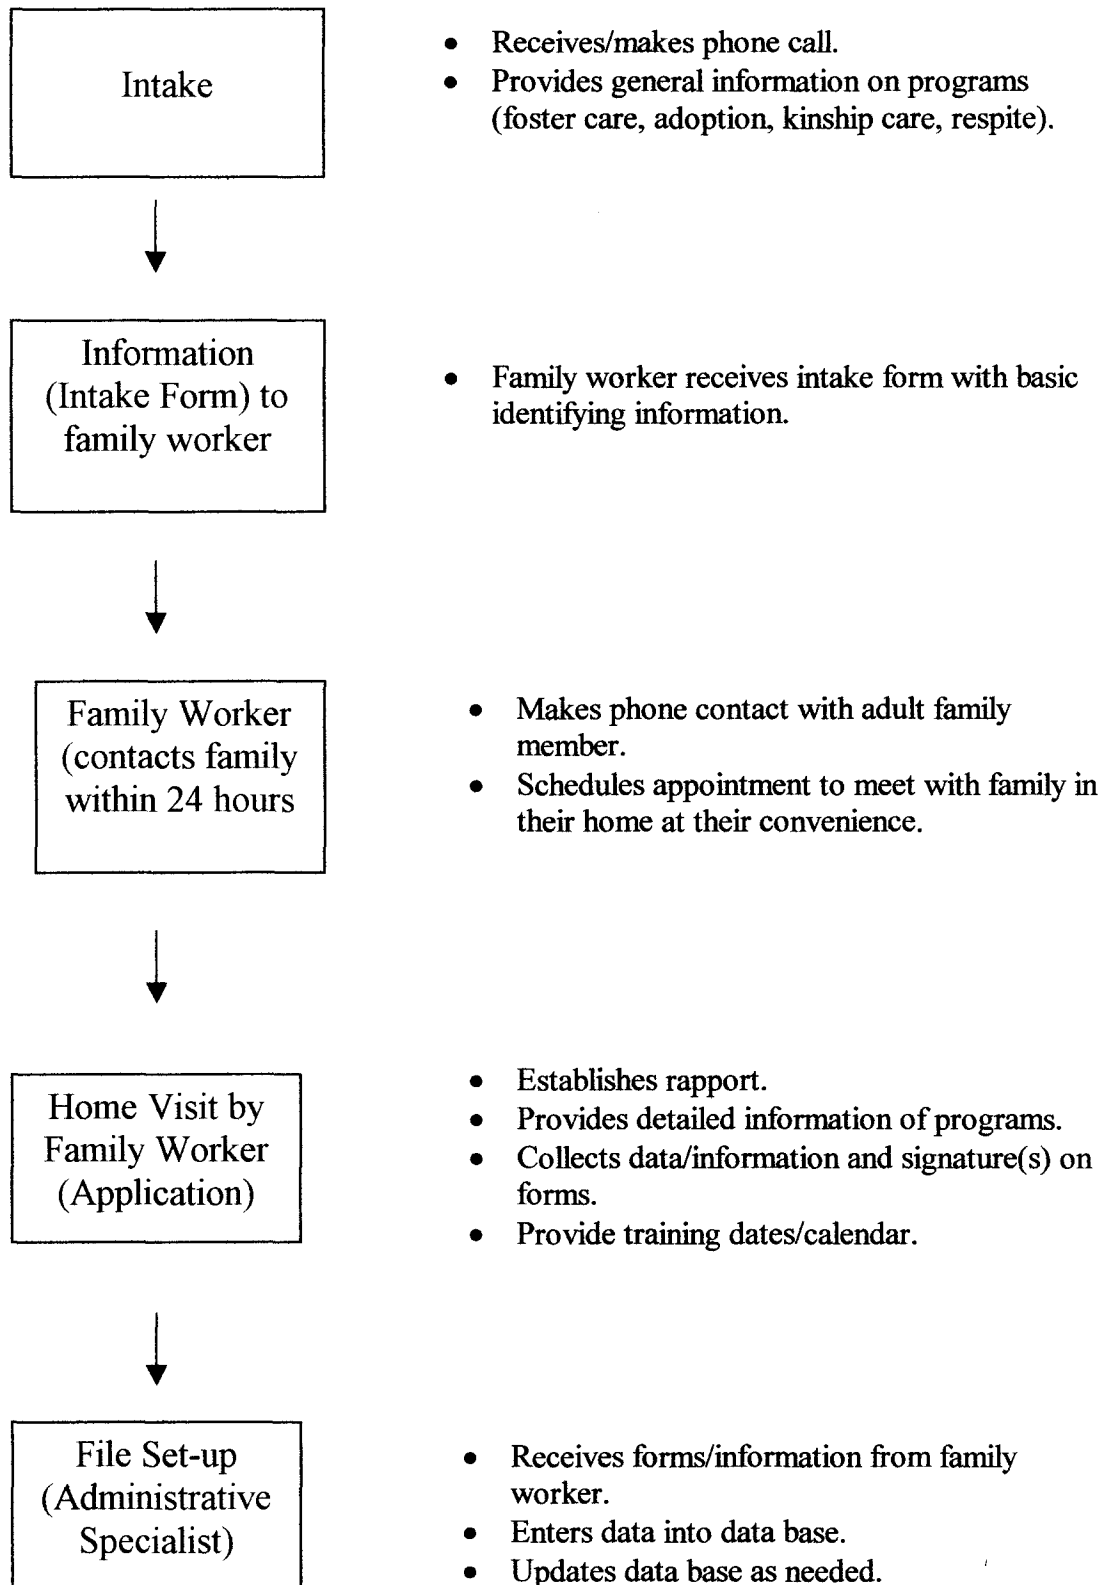 Intake
• Receives/makes phone call.
• Provides general information on programs
(foster care, adoption, kinship care, respite).
Information
(Intake Form) to
family worker
• Family worker receives intake form with basic
identifying information.
Family Worker
(contacts family
within 24 hours
• Makes phone contact with adult family
member.
• Schedules appointment to meet with family in
their home at their convenience.
Home Visit by
Family Worker
(Application)
• Establishes rapport.
• Provides detailed information of programs.
• Collects data/information and signature(s) on
forms.
• Provide training dates/calendar.
File Set-up
(Administrative
Specialist)
• Receives forms/information from family
worker.
• Enters data into data base.
• Updates data base as needed.